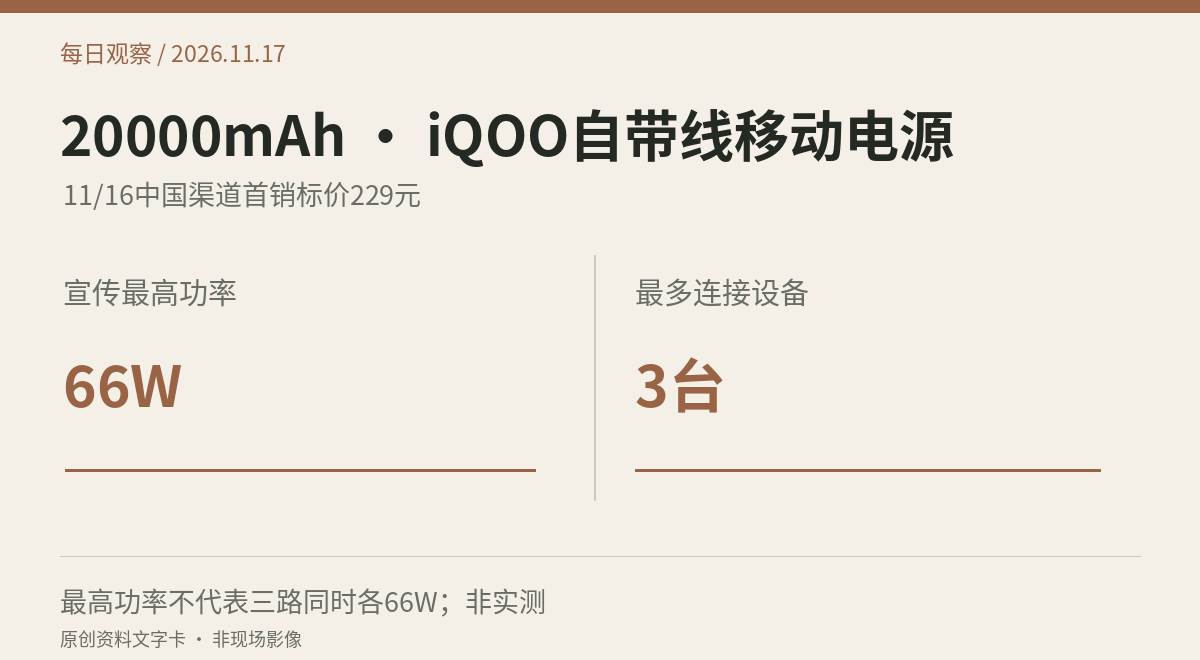 每日观察 / 2026.11.17
20000mAh · iQOO自带线移动电源
11/16中国渠道首销标价229元
宣传最高功率
66W
最多连接设备
3台
最高功率不代表三路同时各66W；非实测
原创资料文字卡 · 非现场影像